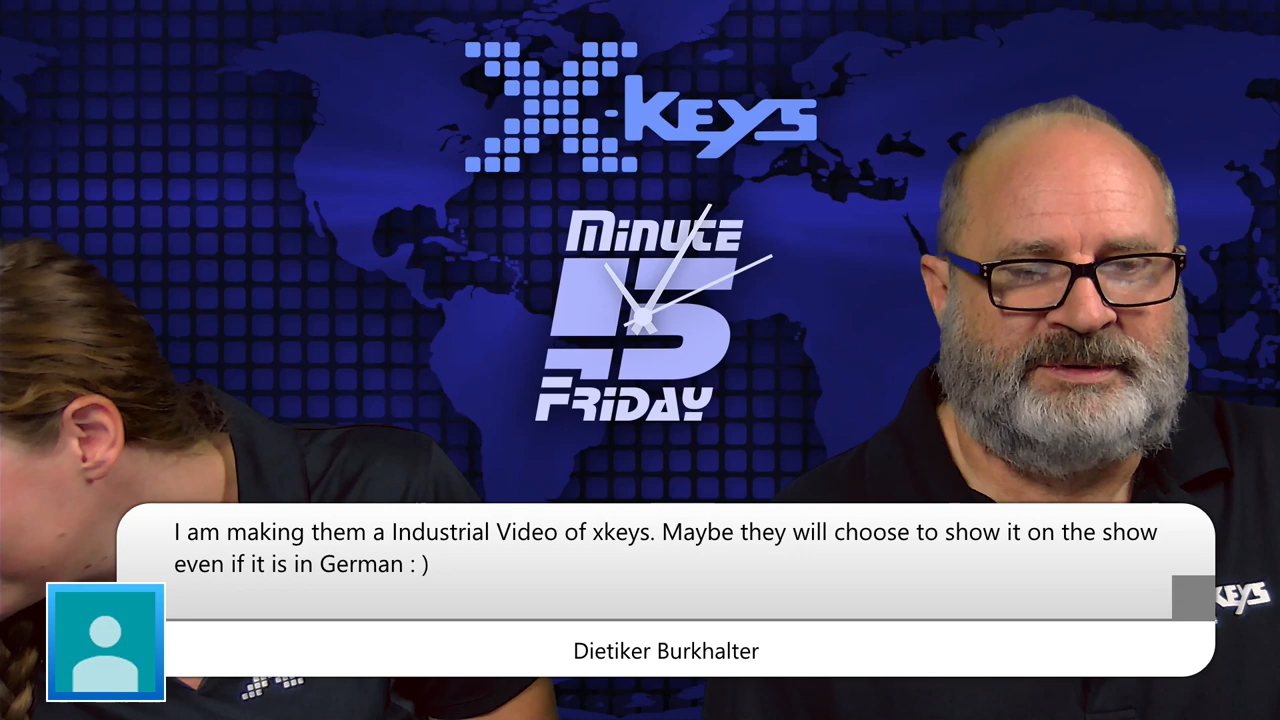 X-KEYS
MINUTE
15
FRIDAY
I am making them a Industrial Video of xkeys. Maybe they will choose to show it on the show
even if it is in German : )
KEYS
Dietiker Burkhalter